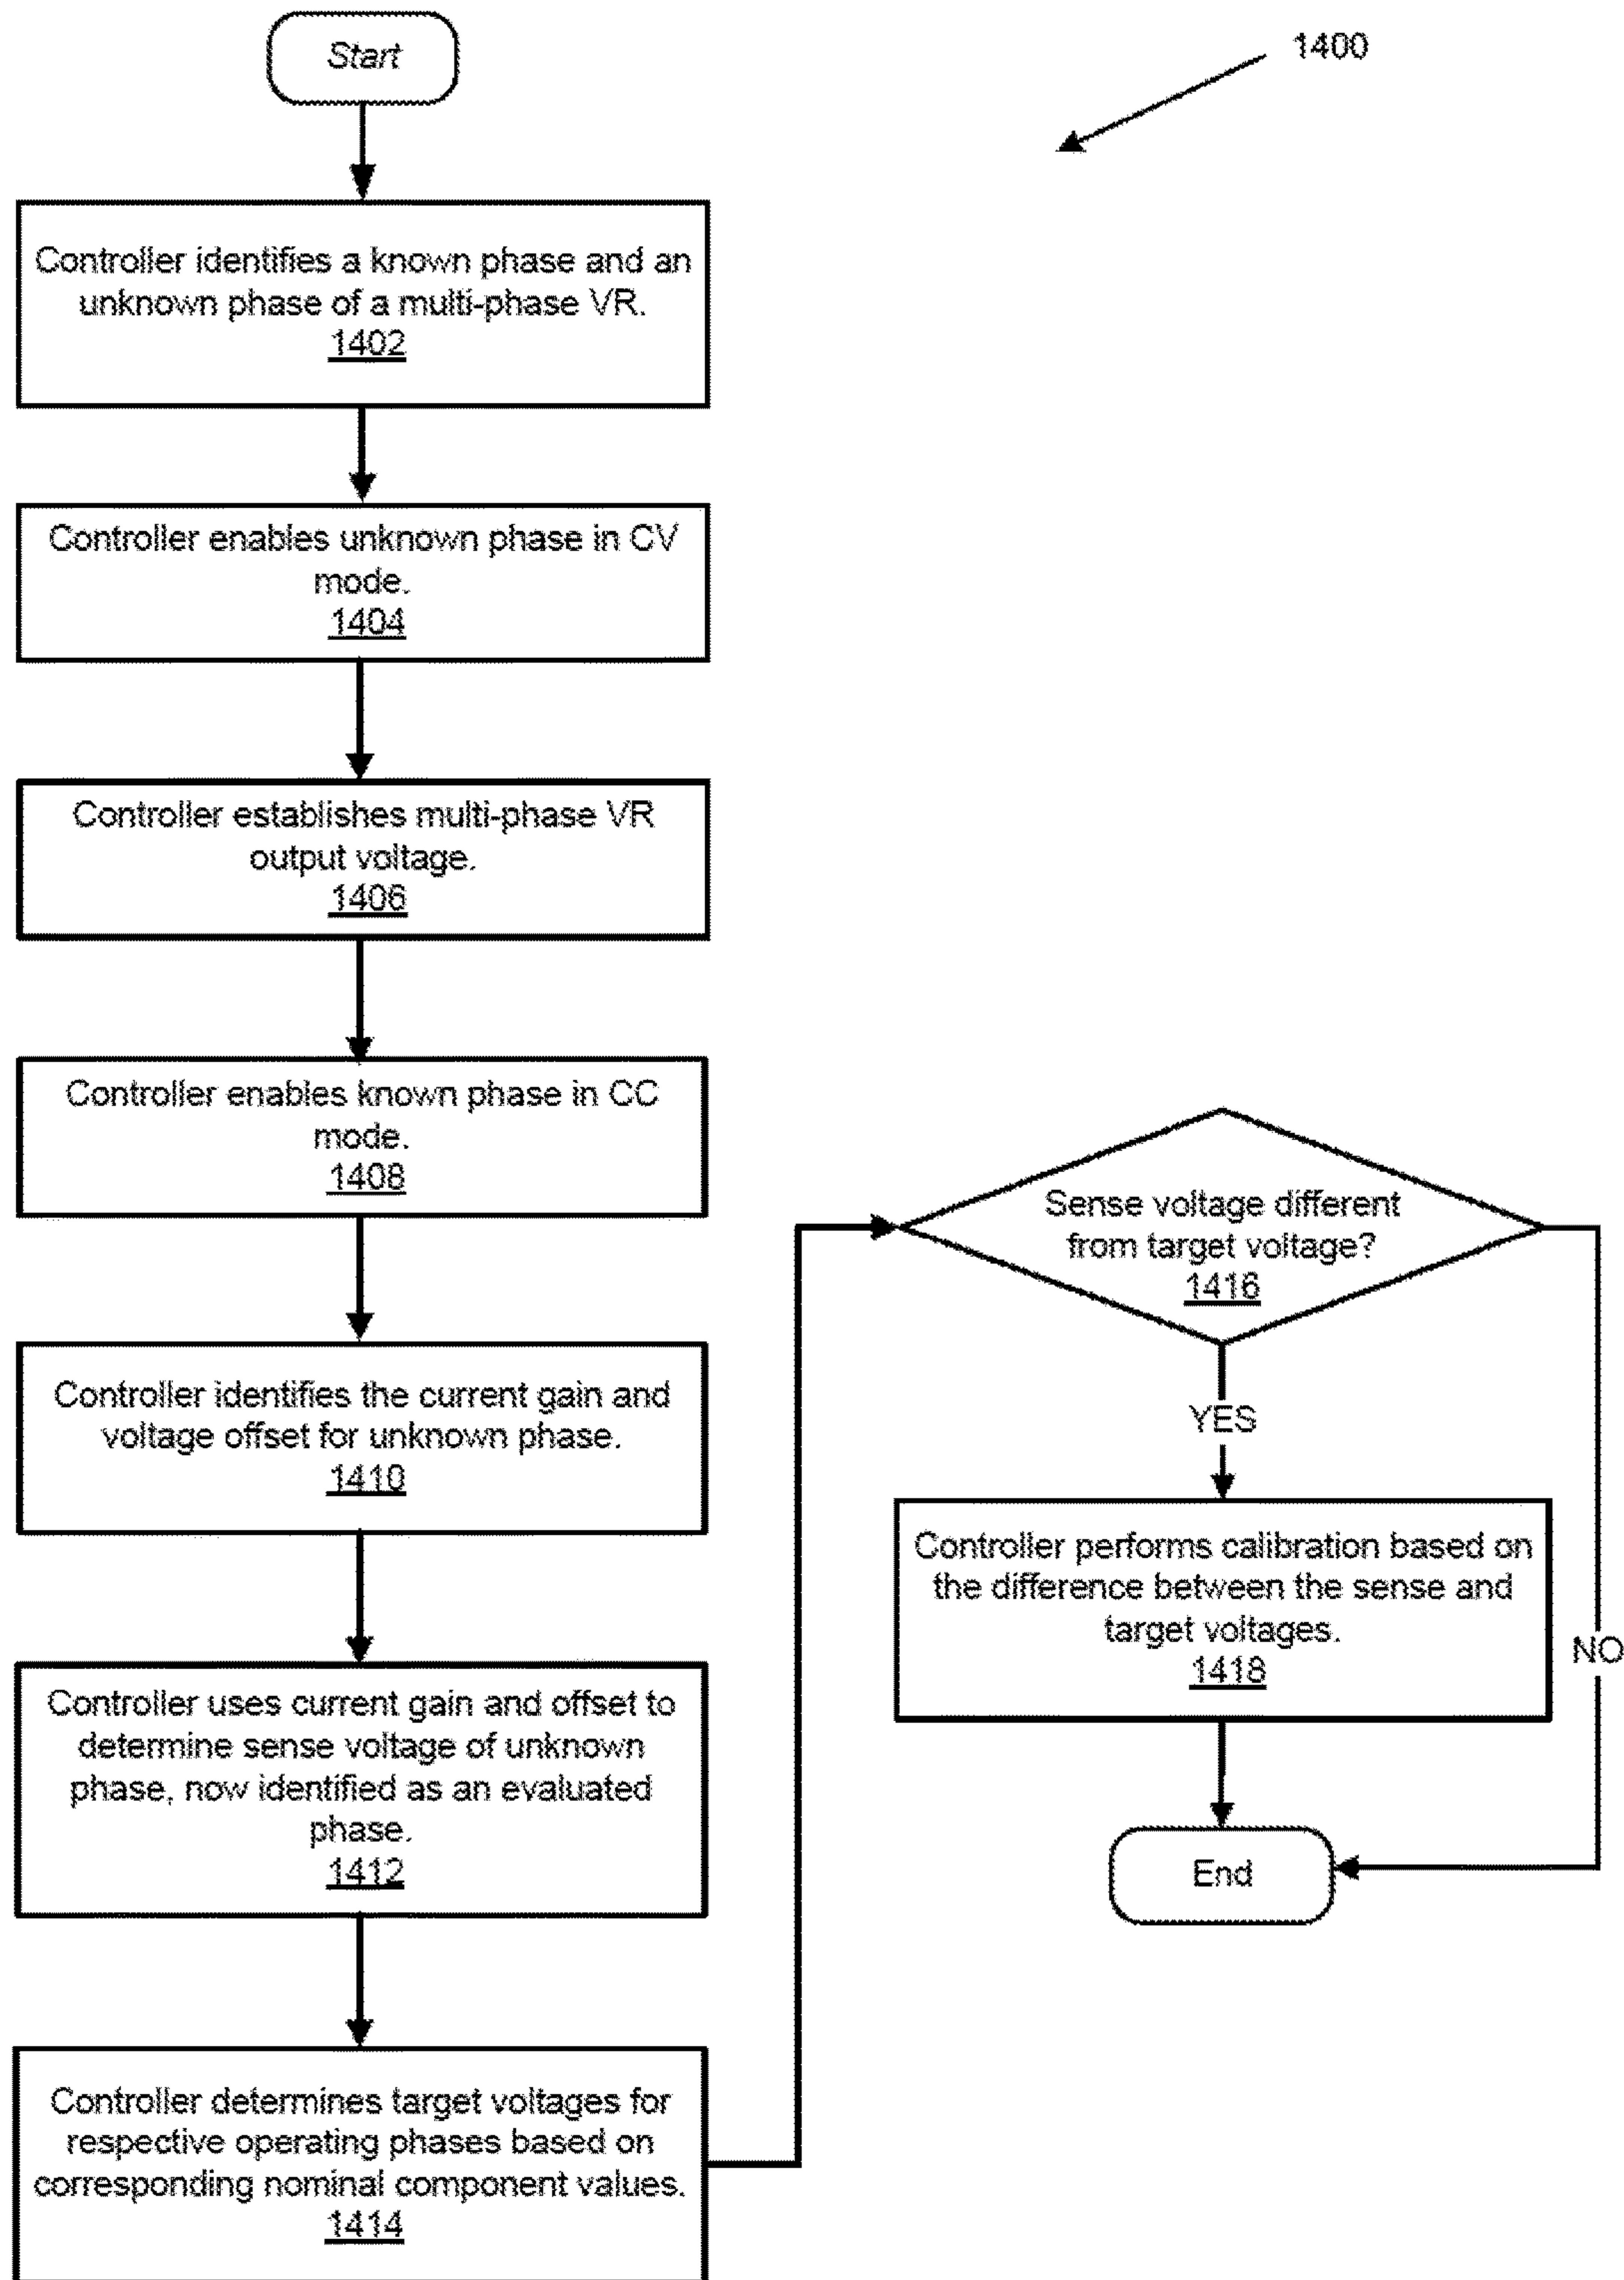 Start
1400
Controller identifies a known phase and an
unknown phase of a multi-phase VR.
1402
Controller enables unknown phase in CV
mode.
1404
Controller establishes multi-phase VR
output voltage.
1406
Controller enables known phase in CC
mode.
1408
Controller identifies the current gain and
voltage offset for unknown phase.
1410
Controller uses current gain and offset to
determine sense voltage of unknown
phase, now identified as an evaluated
phase.
1412
Controller determines target voltages for
respective operating phases based on
corresponding nominal component values.
1414
Sense voltage different
from target voltage?
1416
YES
NO
Controller performs calibration based on
the difference between the sense and
target voltages.
1418
End